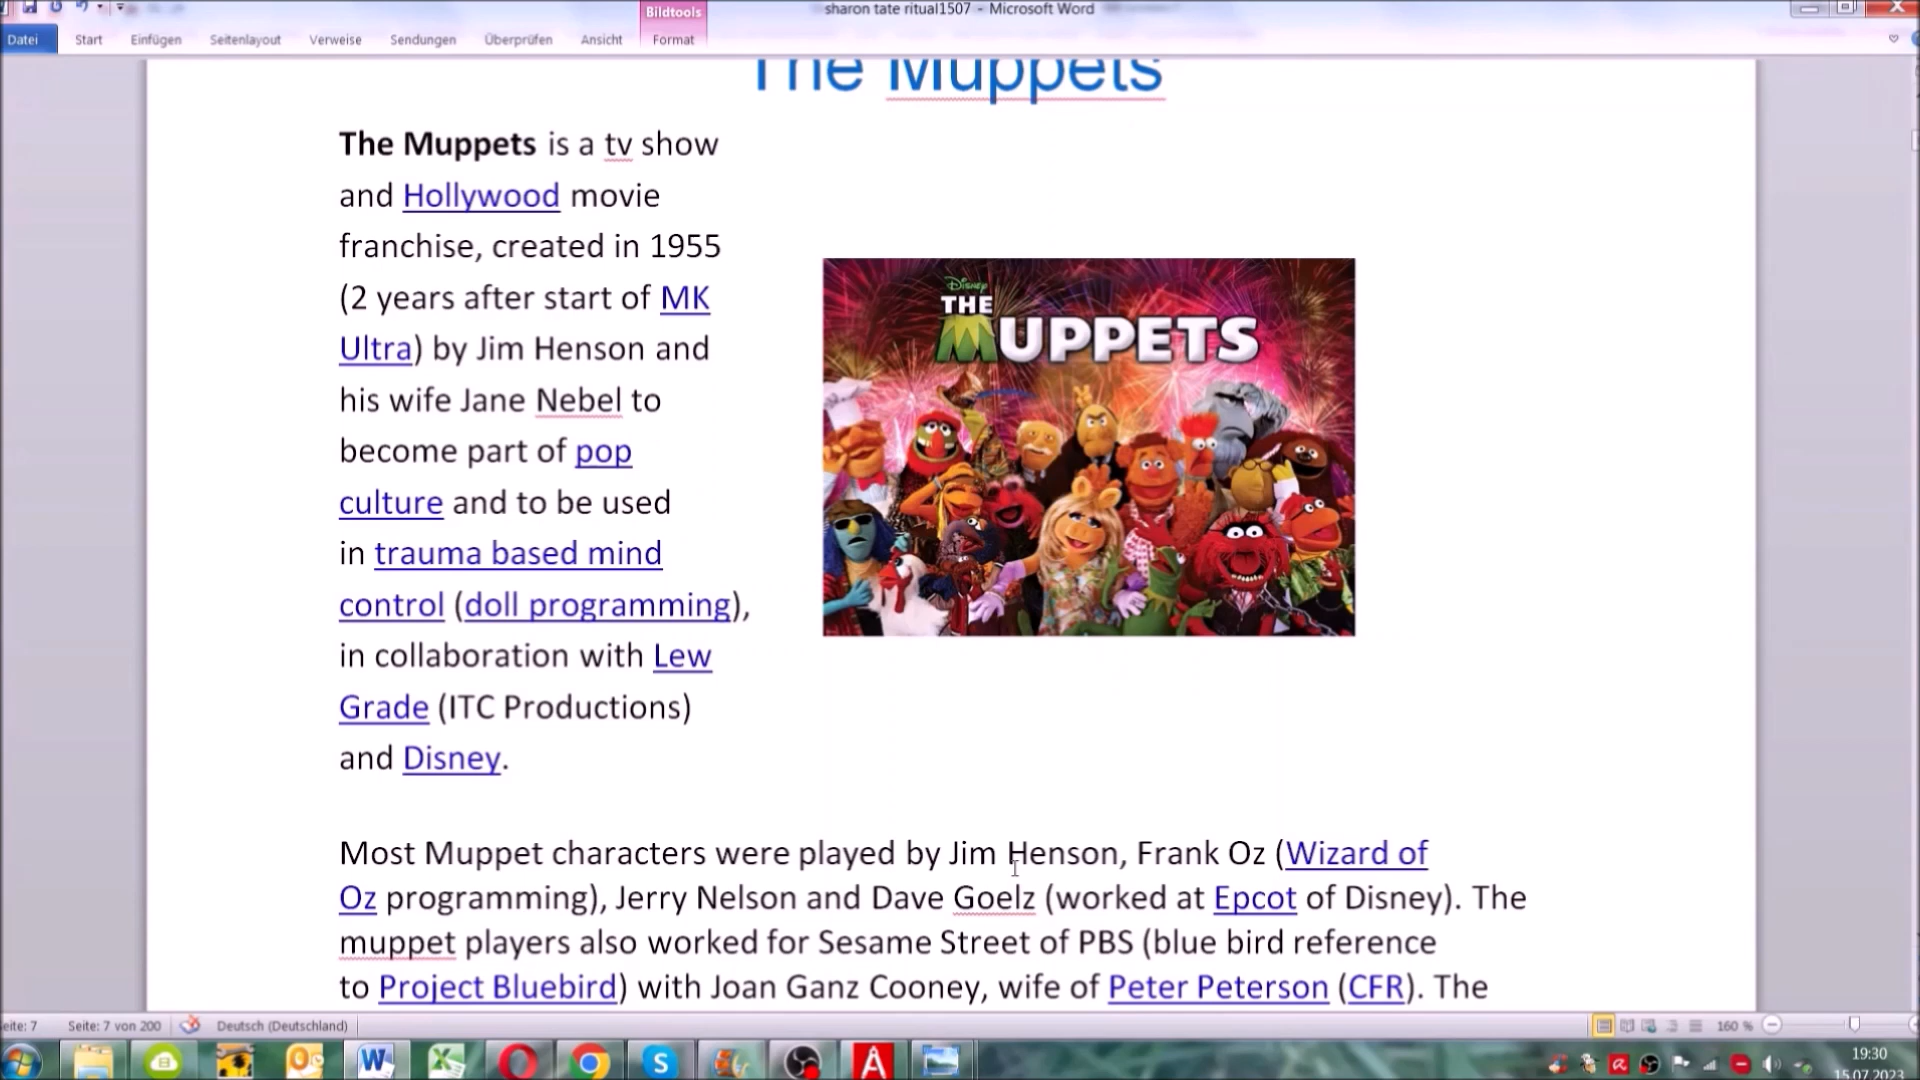 sharon tate ritual1507 - Microsoft Word
Bildtools
Datei Start Einfügen Seitenlayout Verweise Sendungen Überprüfen Ansicht Format
The Muppets
The Muppets is a tv show
and Hollywood movie
franchise, created in 1955
(2 years after start of MK
Ultra) by Jim Henson and
his wife Jane Nebel to
become part of pop
culture and to be used
in trauma based mind
control (doll programming),
in collaboration with Lew
Grade (ITC Productions)
and Disney.
Disney
THE
MUPPETS
Most Muppet characters were played by Jim Henson, Frank Oz (Wizard of
Oz programming), Jerry Nelson and Dave Goelz (worked at Epcot of Disney). The
muppet players also worked for Sesame Street of PBS (blue bird reference
to Project Bluebird) with Joan Ganz Cooney, wife of Peter Peterson (CFR). The
eite: 7 Seite: 7 von 200 Deutsch (Deutschland) 160 %
19:30
15.07.2023